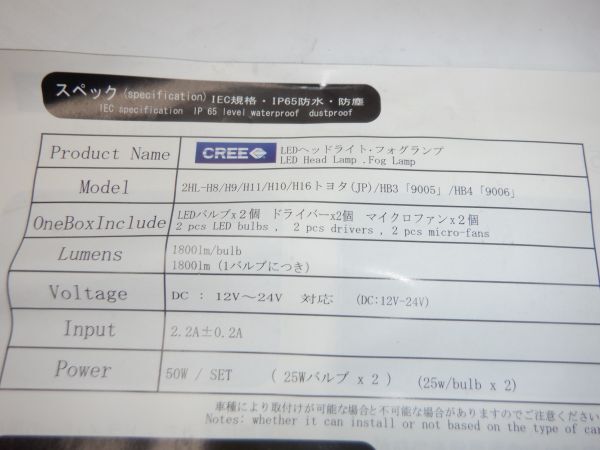 スペック (specification) IEC規格・IP65防水・防塵
IEC specification IP 65 level waterproof dustproof
Product Name CREE LEDヘッドライト・フォグランプ
LED Head Lamp .Fog Lamp
Model 2HL-H8/H9/H11/H10/H16トヨタ(JP)/HB3「9005」/HB4「9006」
OneBoxInclude LEDバルブx2個 ドライバーx2個 マイクロファンx2個
2 pcs LED bulbs , 2 pcs drivers , 2 pcs micro-fans
Lumens 1800lm/bulb
1800lm (1バルブにつき)
Voltage DC : 12V～24V 対応 (DC:12V-24V)
Input 2.2A±0.2A
Power 50W / SET ( 25Wバルブ x 2 ) (25w/bulb x 2)
車種により取付けが可能な場合と不可能な場合がありますのでご注意ください
Notes: whether it can install or not based on the type of car